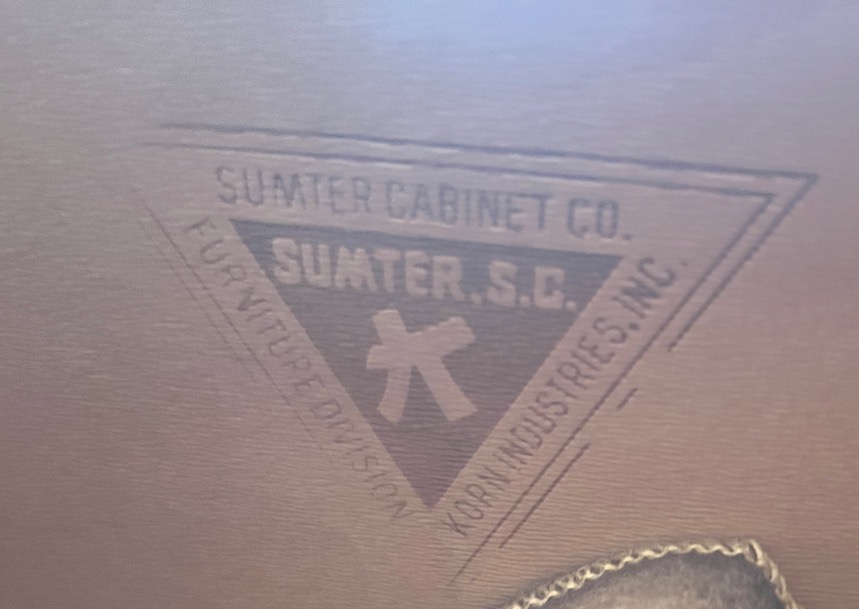 SUMTER CABINET CO.
SUMTER, S.C.
FURNITURE DIVISION
KORN INDUSTRIES, INC.